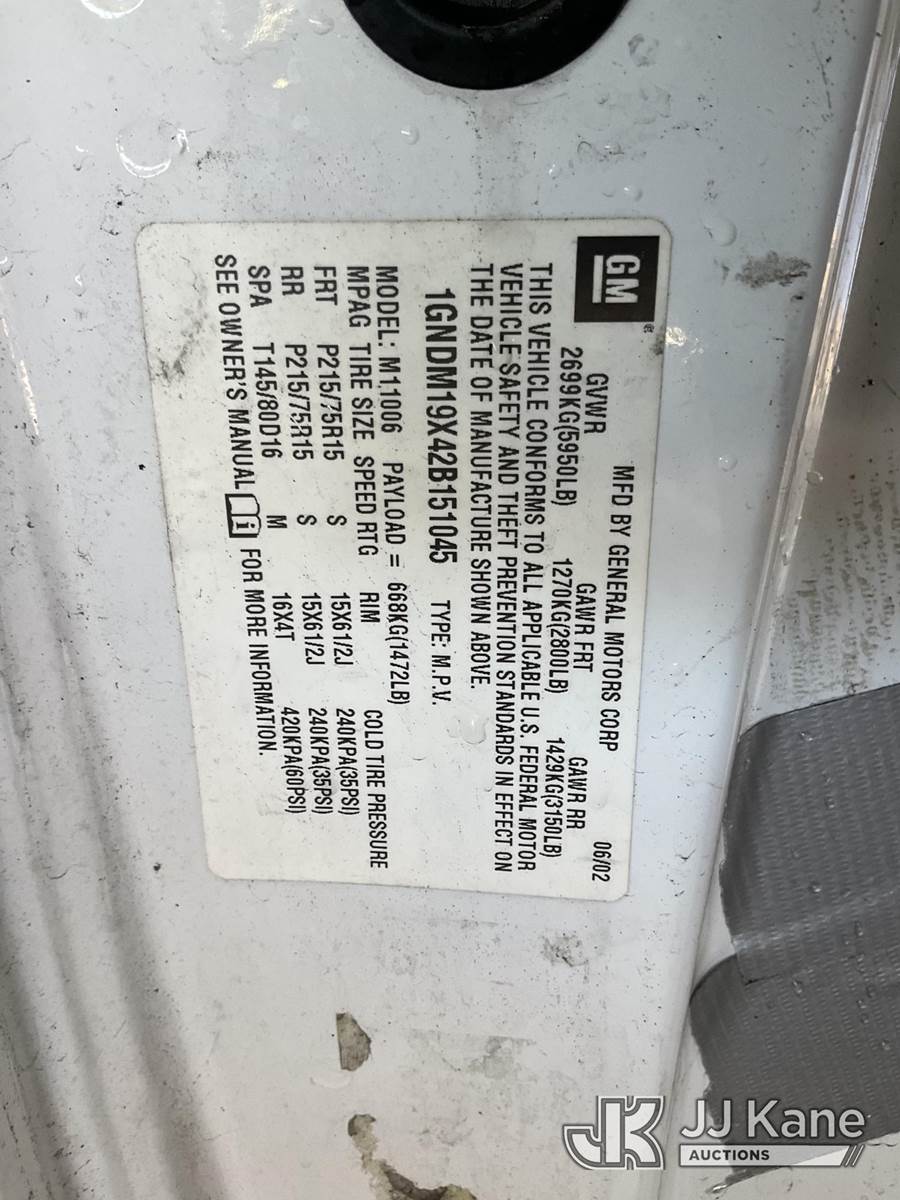 GM®
MFD BY GENERAL MOTORS CORP 06/02
GVWR GAWR FRT GAWR RR
2699KG(5950LB) 1270KG(2800LB) 1429KG(3150LB)
THIS VEHICLE CONFORMS TO ALL APPLICABLE U.S. FEDERAL MOTOR
VEHICLE SAFETY AND THEFT PREVENTION STANDARDS IN EFFECT ON
THE DATE OF MANUFACTURE SHOWN ABOVE.
1GNDM19X42B151045 TYPE: M.P.V.
MODEL: M11006 PAYLOAD = 668KG(1472LB)
MPAG TIRE SIZE SPEED RTG RIM COLD TIRE PRESSURE
FRT P215/75R15 S 15X61/2J 240KPA(35PSI)
RR P215/75R15 S 15X61/2J 240KPA(35PSI)
SPA T145/80D16 M 16X4T 420KPA(60PSI)
SEE OWNER'S MANUAL i FOR MORE INFORMATION.
JK JJ Kane
AUCTIONS